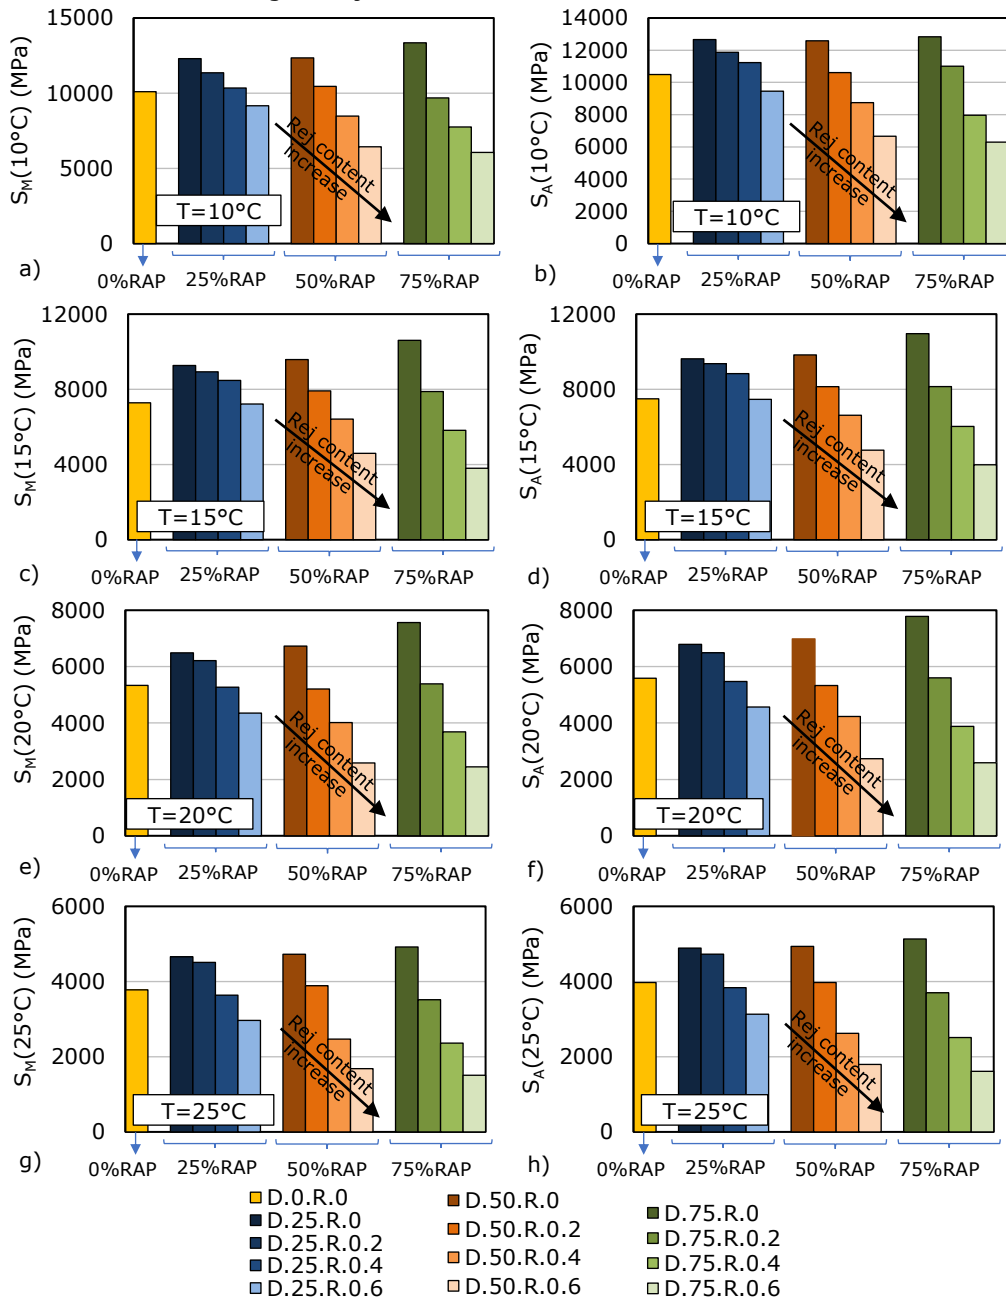 15000
10000
5000
0
S_M(10°C) (MPa)
Rej content
increase
T=10°C
a)
0%RAP
25%RAP
50%RAP
75%RAP
14000
12000
10000
8000
6000
4000
2000
0
S_A(10°C) (MPa)
Rej content
increase
T=10°C
b)
0%RAP
25%RAP
50%RAP
75%RAP
12000
8000
4000
0
S_M(15°C) (MPa)
Rej content
increase
T=15°C
c)
0%RAP
25%RAP
50%RAP
75%RAP
12000
8000
4000
0
S_A(15°C) (MPa)
Rej content
increase
T=15°C
d)
0%RAP
25%RAP
50%RAP
75%RAP
8000
6000
4000
2000
0
S_M(20°C) (MPa)
Rej content
increase
T=20°C
e)
0%RAP
25%RAP
50%RAP
75%RAP
8000
6000
4000
2000
0
S_A(20°C) (MPa)
Rej content
increase
T=20°C
f)
0%RAP
25%RAP
50%RAP
75%RAP
6000
4000
2000
0
S_M(25°C) (MPa)
Rej content
increase
T=25°C
g)
0%RAP
25%RAP
50%RAP
75%RAP
6000
4000
2000
0
S_A(25°C) (MPa)
Rej content
increase
T=25°C
h)
0%RAP
25%RAP
50%RAP
75%RAP
D.0.R.0
D.25.R.0
D.25.R.0.2
D.25.R.0.4
D.25.R.0.6
D.50.R.0
D.50.R.0.2
D.50.R.0.4
D.50.R.0.6
D.75.R.0
D.75.R.0.2
D.75.R.0.4
D.75.R.0.6